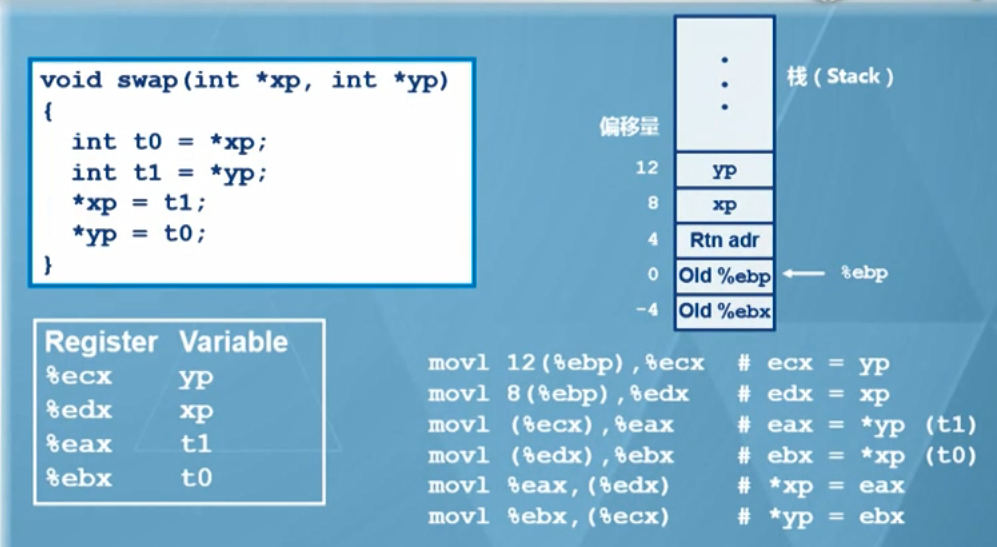 void swap(int *xp, int *yp)
{
int t0 = *xp;
int t1 = *yp;
*xp = t1;
*yp = t0;
}
栈 ( Stack )
偏移量
12 yp
8 xp
4 Rtn adr
0 Old %ebp %ebp
-4 Old %ebx
Register Variable
%ecx yp
%edx xp
%eax t1
%ebx t0
movl 12(%ebp),%ecx # ecx = yp
movl 8(%ebp),%edx # edx = xp
movl (%ecx),%eax # eax = *yp (t1)
movl (%edx),%ebx # ebx = *xp (t0)
movl %eax,(%edx) # *xp = eax
movl %ebx,(%ecx) # *yp = ebx